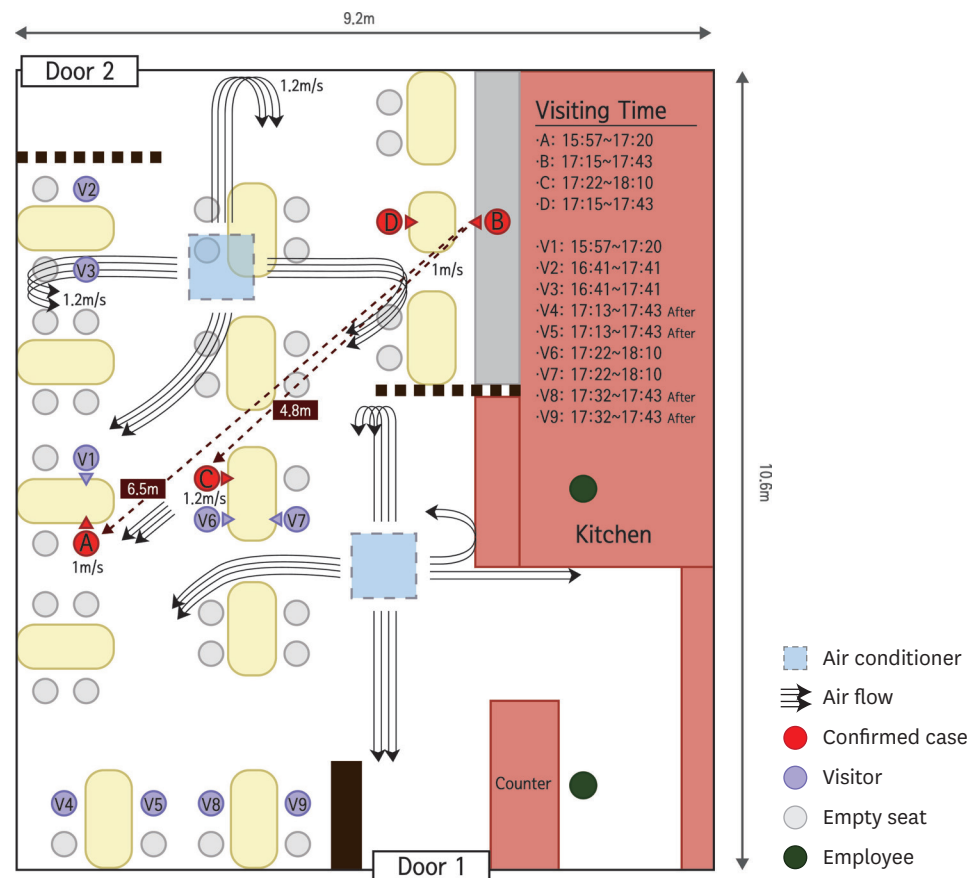 9.2m
Door 2
1.2m/s
Visiting Time
·A: 15:57~17:20
·B: 17:15~17:43
·C: 17:22~18:10
·D: 17:15~17:43
·V1: 15:57~17:20
·V2: 16:41~17:41
·V3: 16:41~17:41
·V4: 17:13~17:43 After
·V5: 17:13~17:43 After
·V6: 17:22~18:10
·V7: 17:22~18:10
·V8: 17:32~17:43 After
·V9: 17:32~17:43 After
V2
D
B
1m/s
V3
1.2m/s
4.8m
V1
6.5m
C
1.2m/s
V6
V7
A
1m/s
Kitchen
10.6m
V4
V5
V8
V9
Counter
Door 1
Air conditioner
Air flow
Confirmed case
Visitor
Empty seat
Employee